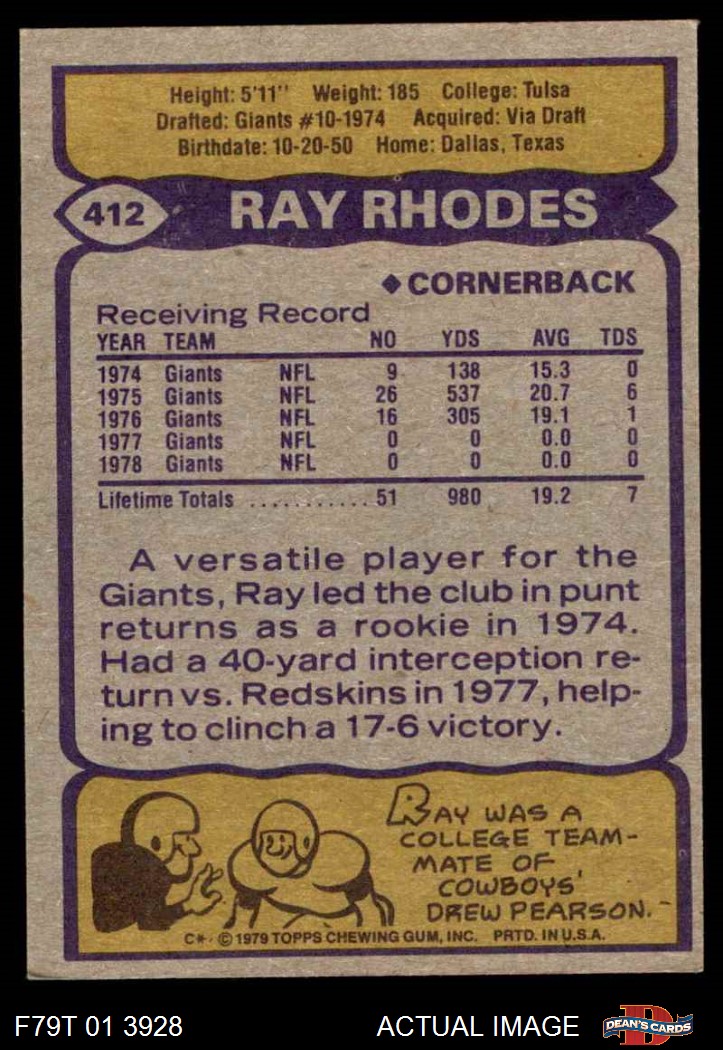 Height: 5'11" Weight: 185 College: Tulsa
Drafted: Giants #10-1974 Acquired: Via Draft
Birthdate: 10-20-50 Home: Dallas, Texas
412 RAY RHODES
◆ CORNERBACK
Receiving Record
YEAR TEAM NO YDS AVG TDS
1974 Giants NFL 9 138 15.3 0
1975 Giants NFL 26 537 20.7 6
1976 Giants NFL 16 305 19.1 1
1977 Giants NFL 0 0 0.0 0
1978 Giants NFL 0 0 0.0 0
Lifetime Totals ............ 51 980 19.2 7
A versatile player for the
Giants, Ray led the club in punt
returns as a rookie in 1974.
Had a 40-yard interception re-
turn vs. Redskins in 1977, help-
ing to clinch a 17-6 victory.
RAY WAS A
COLLEGE TEAM-
MATE OF
COWBOYS'
DREW PEARSON.
C*· © 1979 TOPPS CHEWING GUM, INC. PRTD. IN U.S.A.
F79T 01 3928 ACTUAL IMAGE D DEAN'S CARDS